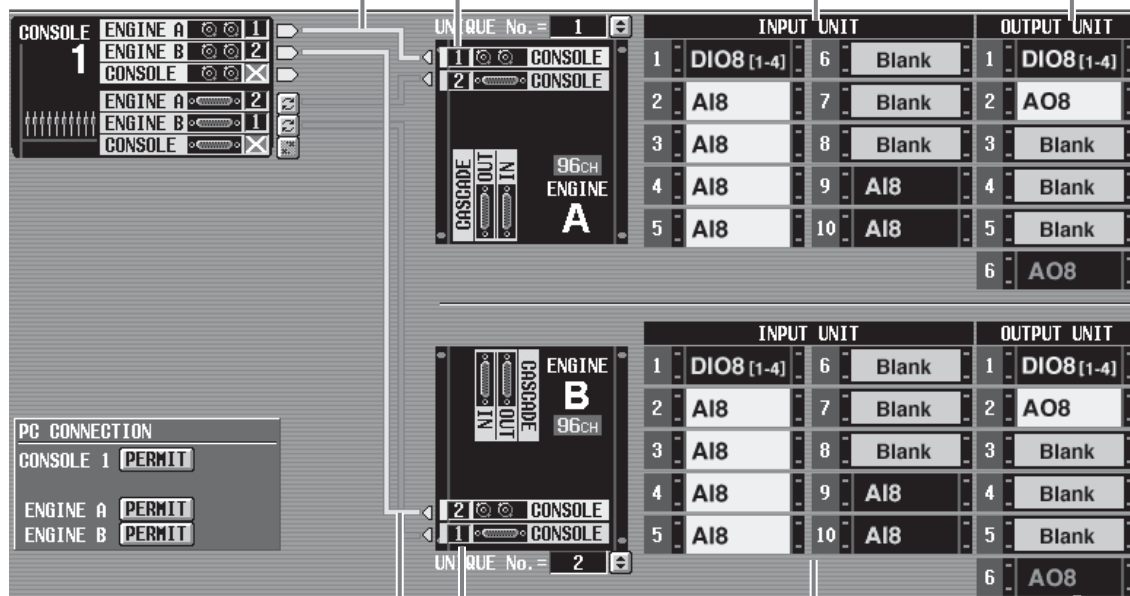 CONSOLE
1
ENGINE A 1
ENGINE B 2
CONSOLE
ENGINE A 2
ENGINE B 1
CONSOLE
UNIQUE No.= 1
1 CONSOLE
2 CONSOLE
CASCADE
OUT
IN
96CH
ENGINE
A
INPUT UNIT
1 DIO8 [1-4] 6 Blank
2 AI8 7 Blank
3 AI8 8 Blank
4 AI8 9 AI8
5 AI8 10 AI8
OUTPUT UNIT
1 DIO8 [1-4]
2 AO8
3 Blank
4 Blank
5 Blank
6 AO8
PC CONNECTION
CONSOLE 1 PERMIT
ENGINE A PERMIT
ENGINE B PERMIT
IN
OUT
CASCADE
ENGINE
B
96CH
2 CONSOLE
1 CONSOLE
UNIQUE No.= 2
INPUT UNIT
1 DIO8 [1-4] 6 Blank
2 AI8 7 Blank
3 AI8 8 Blank
4 AI8 9 AI8
5 AI8 10 AI8
OUTPUT UNIT
1 DIO8 [1-4]
2 AO8
3 Blank
4 Blank
5 Blank
6 AO8